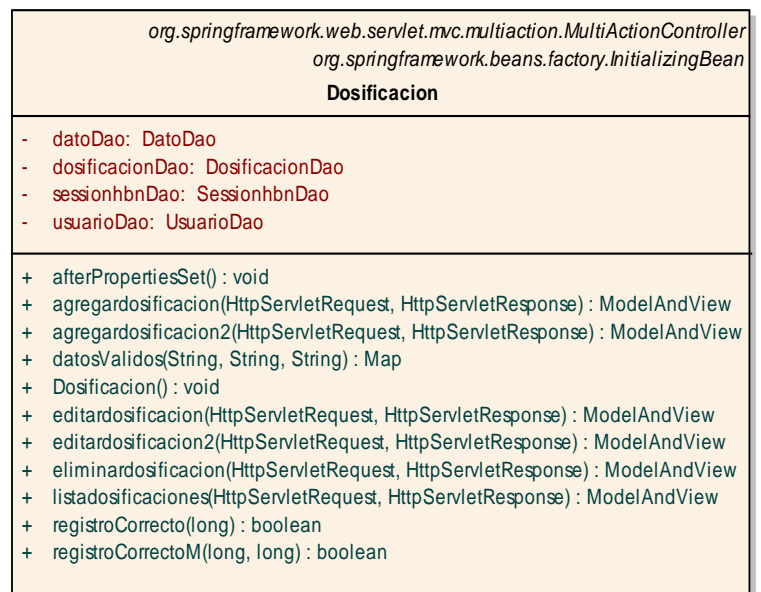 org.springframework.web.servlet.mvc.multiaction.MultiActionController
org.springframework.beans.factory.InitializingBean
Dosificacion
- datoDao: DatoDao
- dosificacionDao: DosificacionDao
- sessionhbnDao: SessionhbnDao
- usuarioDao: UsuarioDao
+ afterPropertiesSet() : void
+ agregardosificacion(HttpServletRequest, HttpServletResponse) : ModelAndView
+ agregardosificacion2(HttpServletRequest, HttpServletResponse) : ModelAndView
+ datosValidos(String, String, String) : Map
+ Dosificacion() : void
+ editardosificacion(HttpServletRequest, HttpServletResponse) : ModelAndView
+ editardosificacion2(HttpServletRequest, HttpServletResponse) : ModelAndView
+ eliminardosificacion(HttpServletRequest, HttpServletResponse) : ModelAndView
+ listadosificaciones(HttpServletRequest, HttpServletResponse) : ModelAndView
+ registroCorrecto(long) : boolean
+ registroCorrectoM(long, long) : boolean